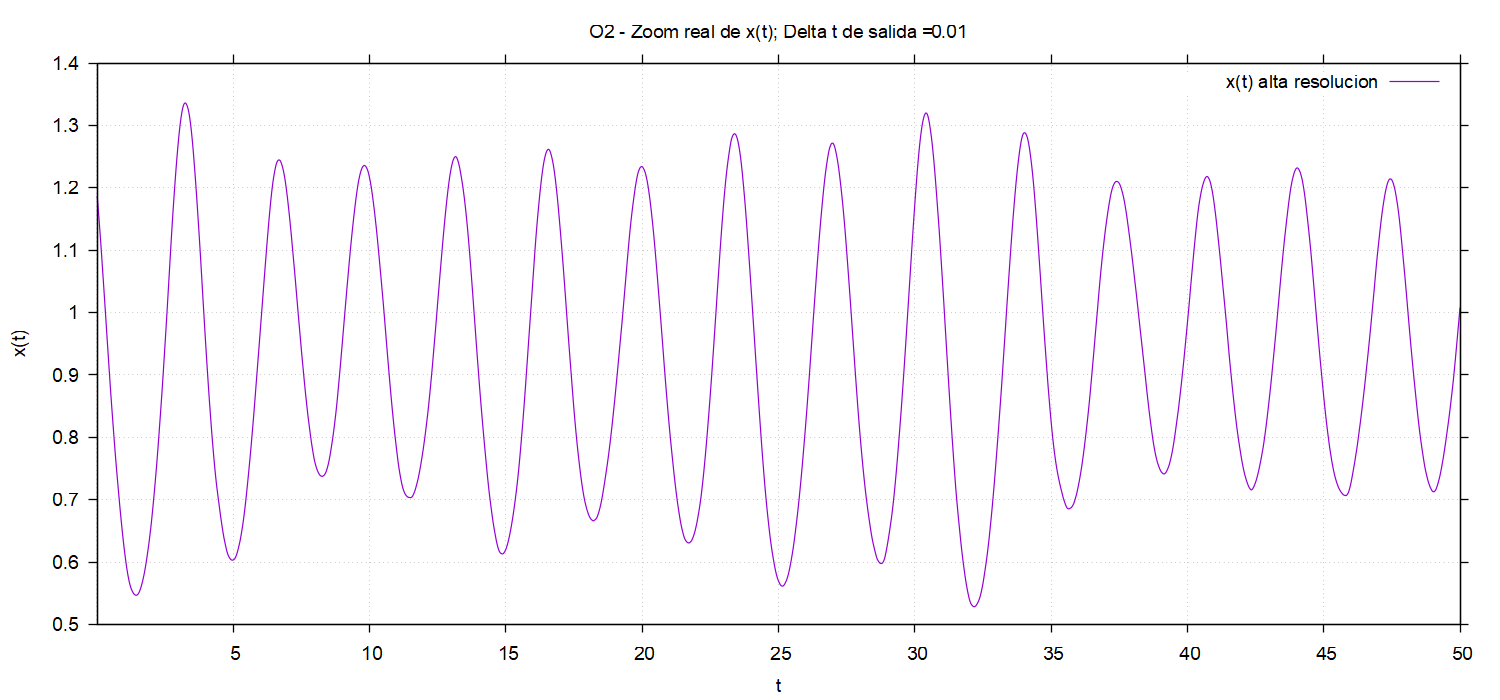 O2 - Zoom real de x(t); Delta t de salida =0.01
x(t) alta resolucion
1.4
1.3
1.2
1.1
1
0.9
0.8
0.7
0.6
0.5
x(t)
5 10 15 20 25 30 35 40 45 50
t